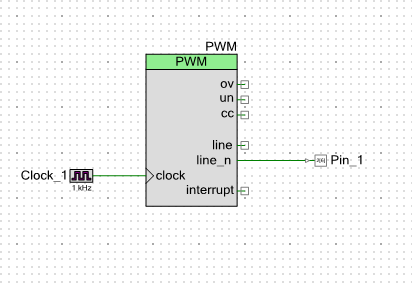 PWM
PWM
ov
un
cc
line
line_n
Pin_1
Clock_1
1 kHz
clock
interrupt